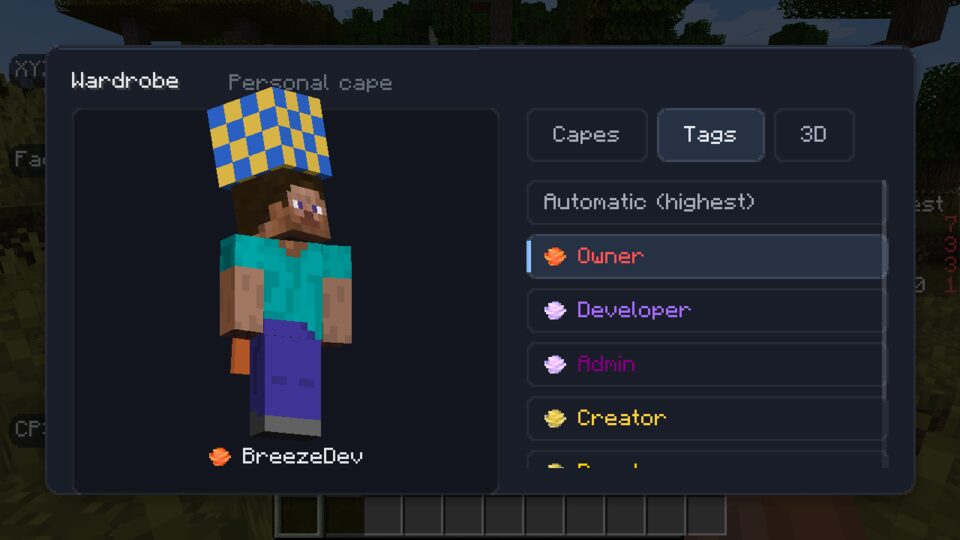 Wardrobe Personal cape
Capes Tags 3D
Automatic (highest)
Owner
Developer
Admin
Creator
BreezeDev